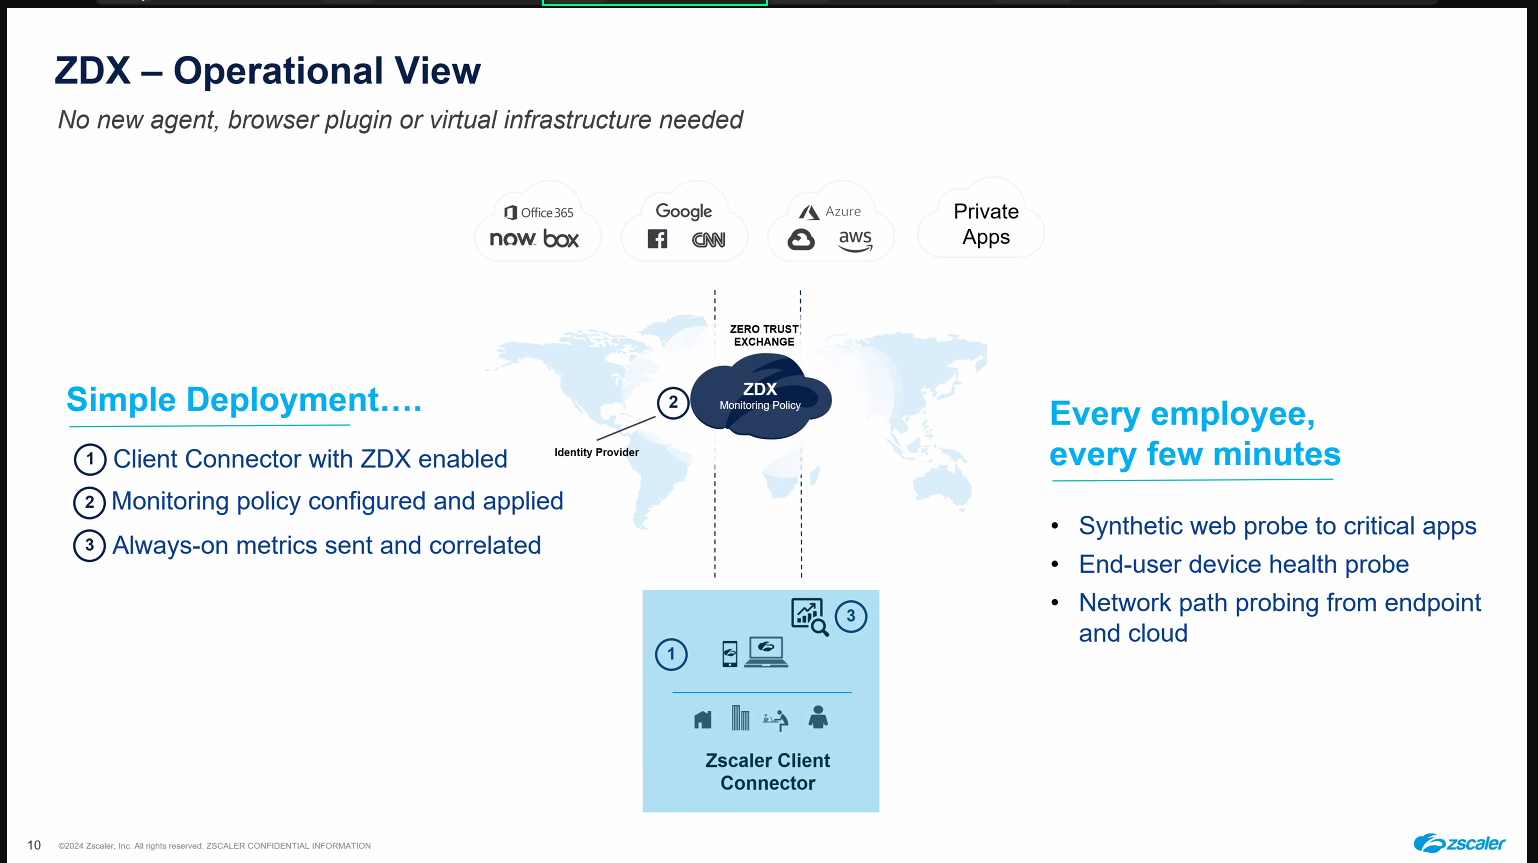 ZDX – Operational View
No new agent, browser plugin or virtual infrastructure needed
Office 365
now box
Google
CNN
Azure
aws
Private
Apps
ZERO TRUST
EXCHANGE
ZDX
Monitoring Policy
2
Identity Provider
Simple Deployment….
1 Client Connector with ZDX enabled
2 Monitoring policy configured and applied
3 Always-on metrics sent and correlated
Every employee,
every few minutes
• Synthetic web probe to critical apps
• End-user device health probe
• Network path probing from endpoint
and cloud
3
1
Zscaler Client
Connector
10 ©2024 Zscaler, Inc. All rights reserved. ZSCALER CONFIDENTIAL INFORMATION
zscaler